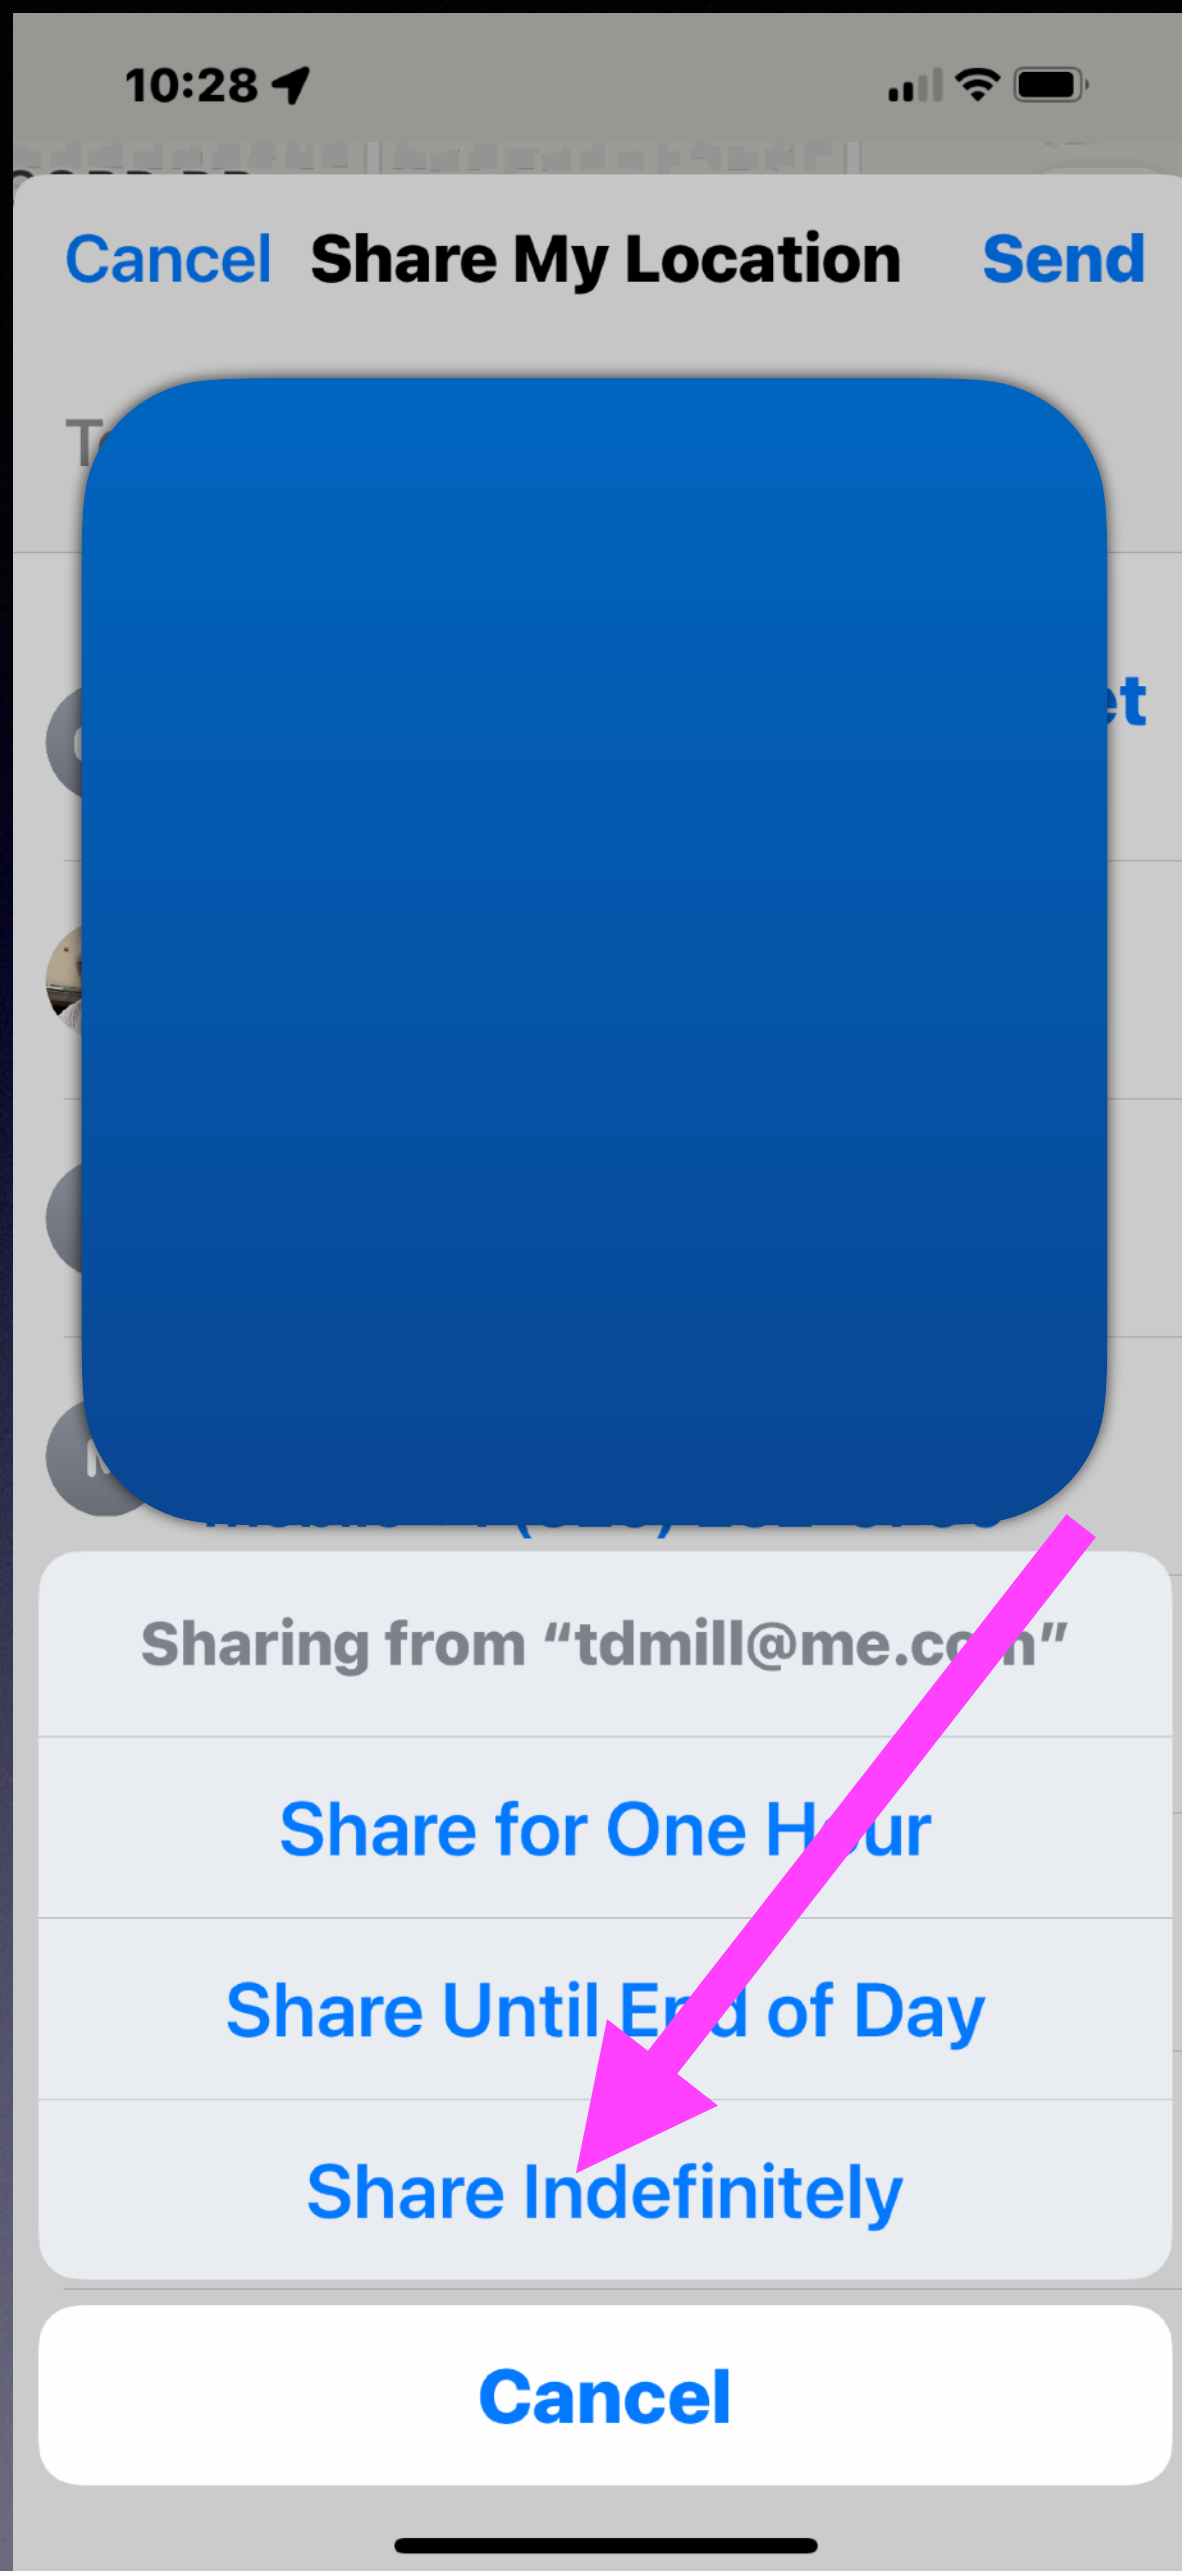 10:28
Cancel Share My Location Send
Sharing from “tdmill@me.com”
Share for One Hour
Share Until End of Day
Share Indefinitely
Cancel